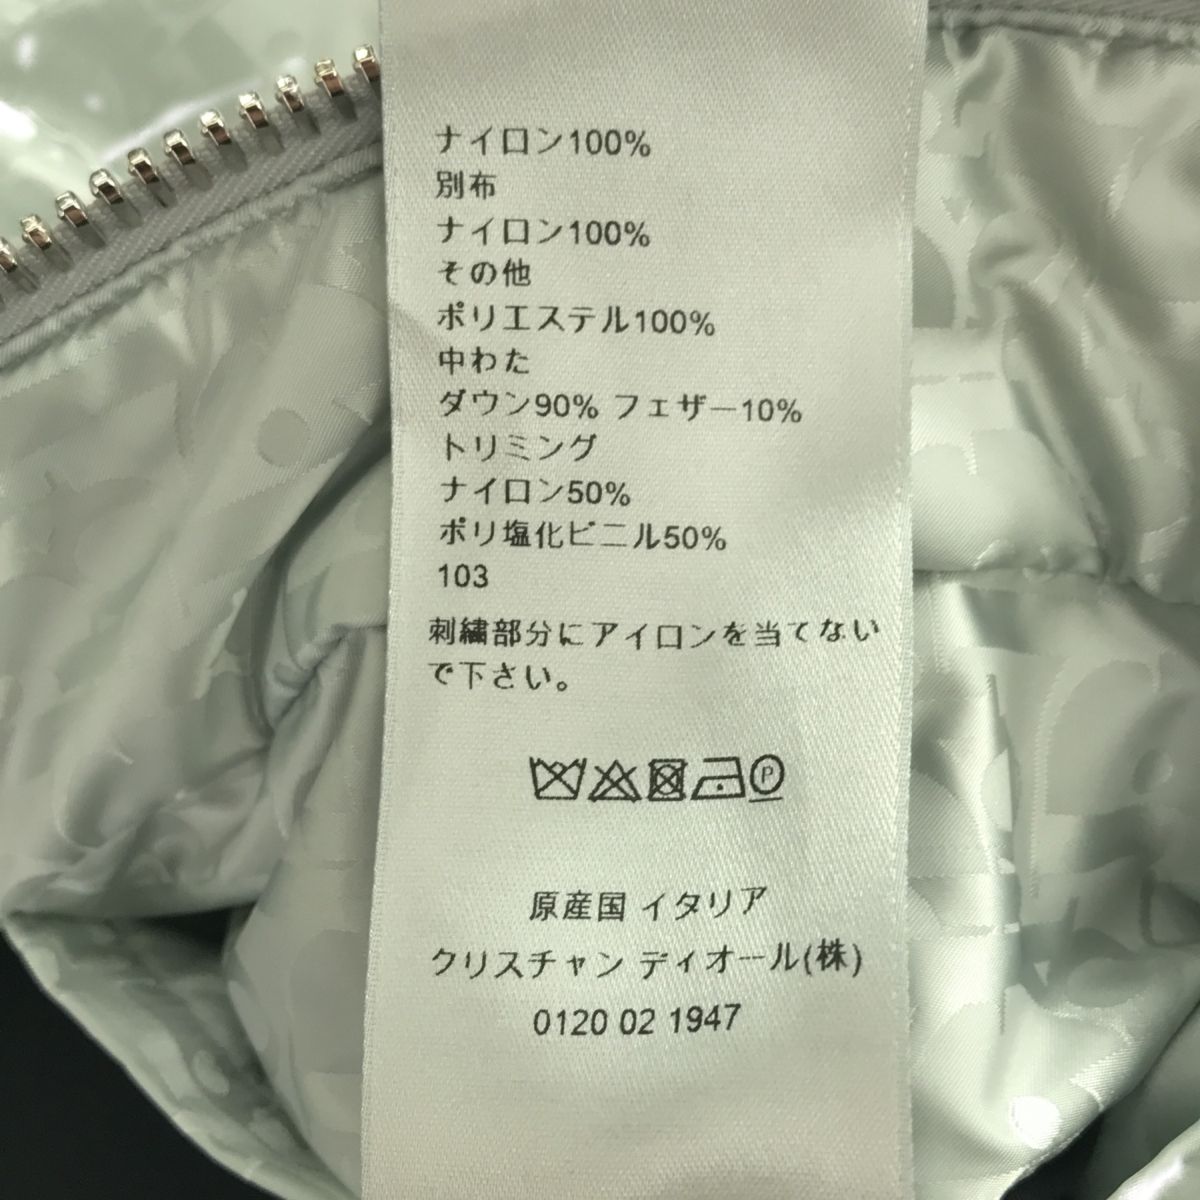 ナイロン100%
別布
ナイロン100%
その他
ポリエステル100%
中わた
ダウン90% フェザー10%
トリミング
ナイロン50%
ポリ塩化ビニル50%
103
刺繍部分にアイロンを当てない
で下さい。
P
原産国 イタリア
クリスチャン ディオール(株)
0120 02 1947